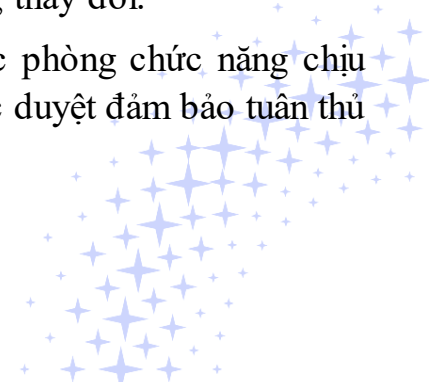 thay đổi.
phòng chức năng chịu
duyệt đảm bảo tuân thủ